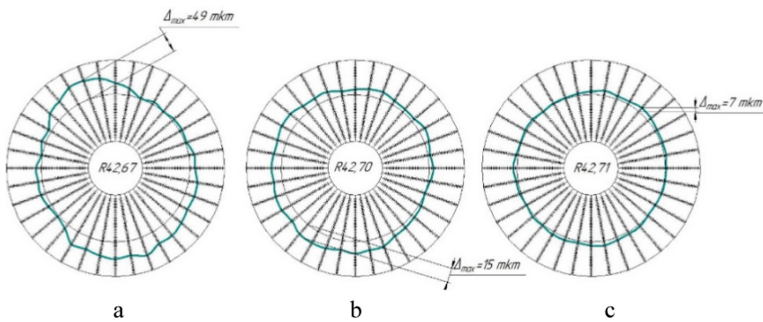 Δmax=49 mkm
Δmax=7 mkm
R42,67
R42,70
R42,71
Δmax=15 mkm
a
b
c